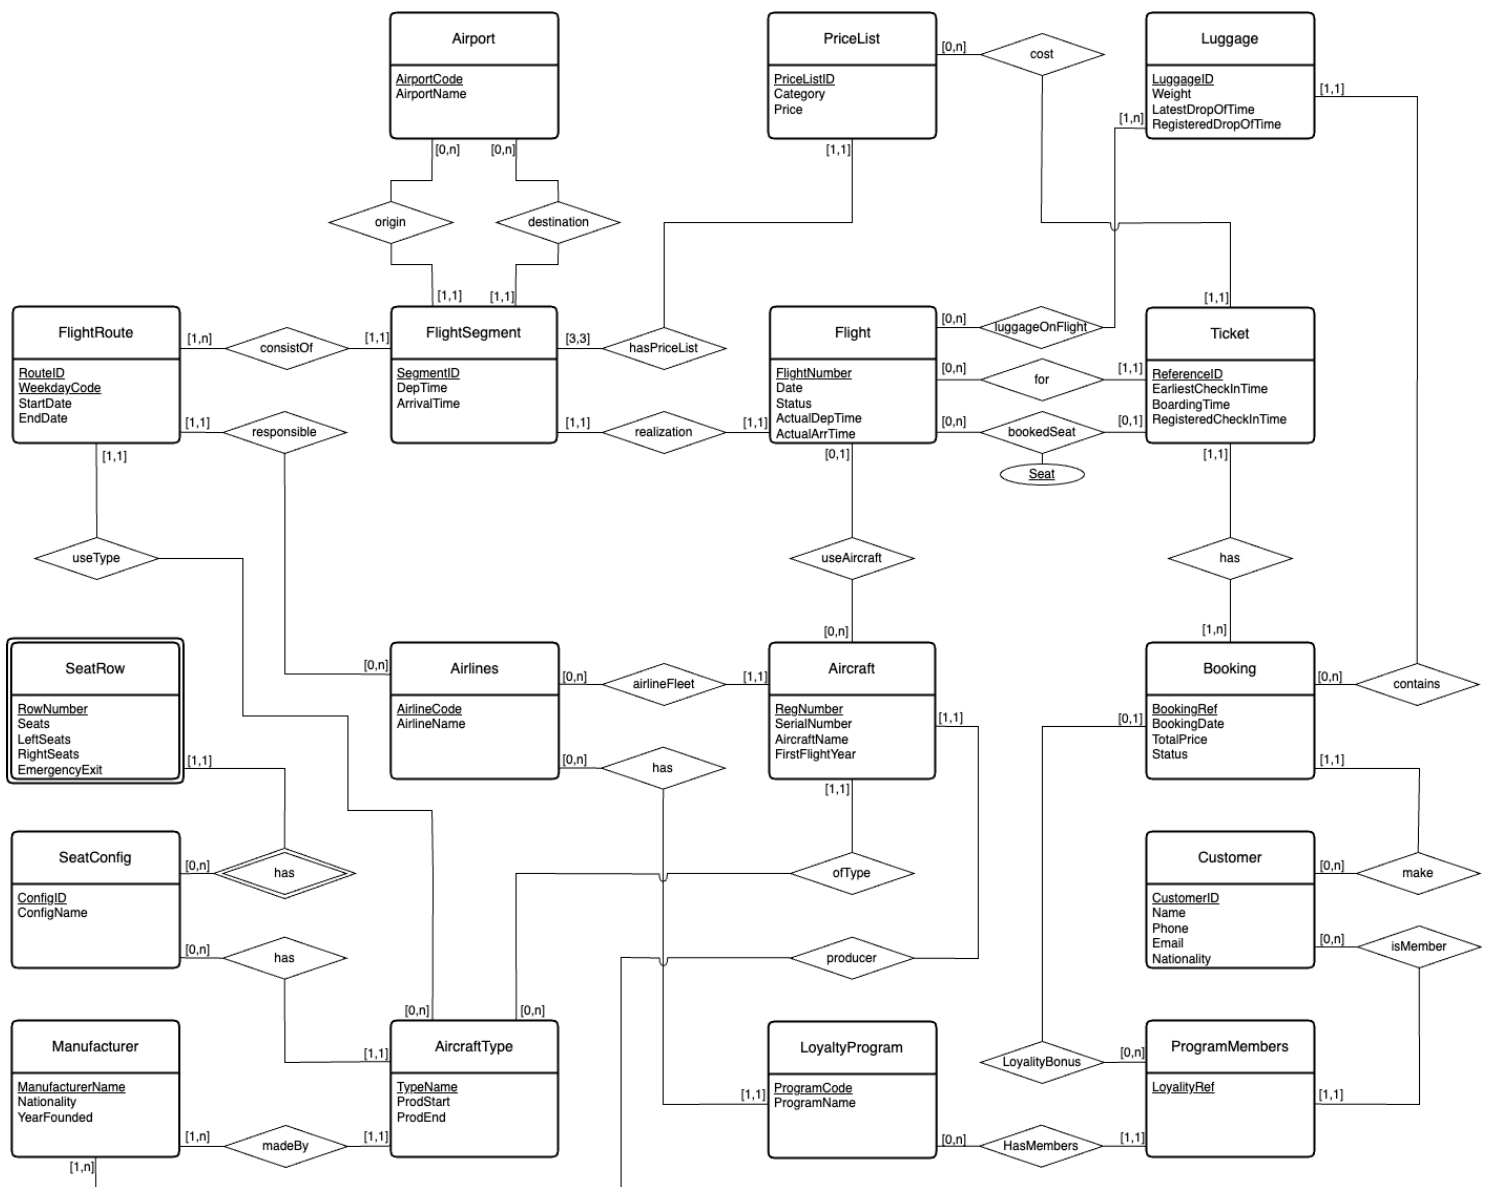 Airport
AirportCode
AirportName
PriceList
PriceListID
Category
Price
[0,n]
cost
Luggage
LuggageID
Weight
LatestDropOfTime
RegisteredDropOfTime
[1,1]
[1,n]
[0,n]
[0,n]
[1,1]
origin
destination
[1,1]
[1,1]
[1,1]
FlightRoute
RouteID
WeekdayCode
StartDate
EndDate
[1,n]
consistOf
[1,1]
FlightSegment
SegmentID
DepTime
ArrivalTime
[3,3]
hasPriceList
Flight
FlightNumber
Date
Status
ActualDepTime
ActualArrTime
[0,n]
luggageOnFlight
Ticket
ReferenceID
EarliestCheckInTime
BoardingTime
RegisteredCheckInTime
[0,n]
for
[1,1]
[1,1]
responsible
[1,1]
realization
[1,1]
[0,n]
bookedSeat
[0,1]
Seat
[1,1]
[0,1]
[1,1]
useType
useAircraft
has
[0,n]
[1,n]
SeatRow
RowNumber
Seats
LeftSeats
RightSeats
EmergencyExit
[1,1]
[0,n]
Airlines
AirlineCode
AirlineName
[0,n]
airlineFleet
[1,1]
Aircraft
RegNumber
SerialNumber
AircraftName
FirstFlightYear
[1,1]
Booking
BookingRef
BookingDate
TotalPrice
Status
[0,n]
contains
[0,1]
[0,n]
has
[1,1]
[1,1]
SeatConfig
ConfigID
ConfigName
[0,n]
has
ofType
Customer
CustomerID
Name
Phone
Email
Nationality
[0,n]
make
[0,n]
isMember
[0,n]
has
producer
[0,n]
[0,n]
Manufacturer
ManufacturerName
Nationality
YearFounded
[1,1]
AircraftType
TypeName
ProdStart
ProdEnd
LoyaltyProgram
ProgramCode
ProgramName
[1,1]
LoyalityBonus
[0,n]
ProgramMembers
LoyalityRef
[1,1]
[1,n]
madeBy
[1,1]
[0,n]
HasMembers
[1,1]
[1,n]